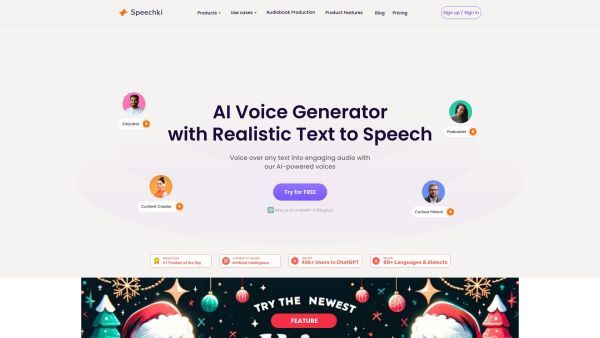 Speechki
Products
Use cases
Audiobook Production
Product Features
Blog
Pricing
Sign up / Sign in
AI Voice Generator
with Realistic Text to Speech
Educator
Podcaster
Voice over any text into engaging audio with
our AI-powered voices
Content Creator
Curious Person
Try for FREE
Find us at ChatGPT-4 (Plugins)
#1 Product of the Day
Artificial Intelligence
40k+ Users in ChatGPT
80+ Languages & dialects
TRY THE NEWEST
FEATURE